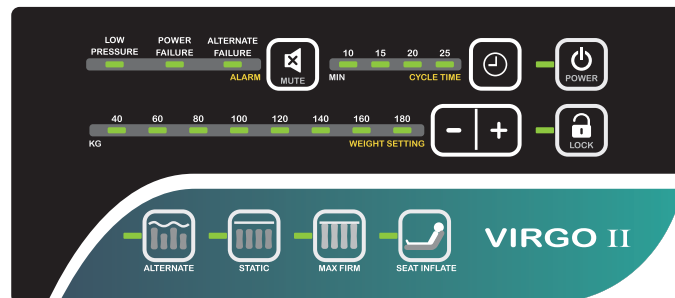 LOW PRESSURE
POWER FAILURE
ALTERNATE FAILURE
ALARM
MUTE
10 15 20 25
MIN
CYCLE TIME
POWER
40 60 80 100 120 140 160 180
KG
WEIGHT SETTING
- +
LOCK
ALTERNATE
STATIC
MAX FIRM
SEAT INFLATE
VIRGO II